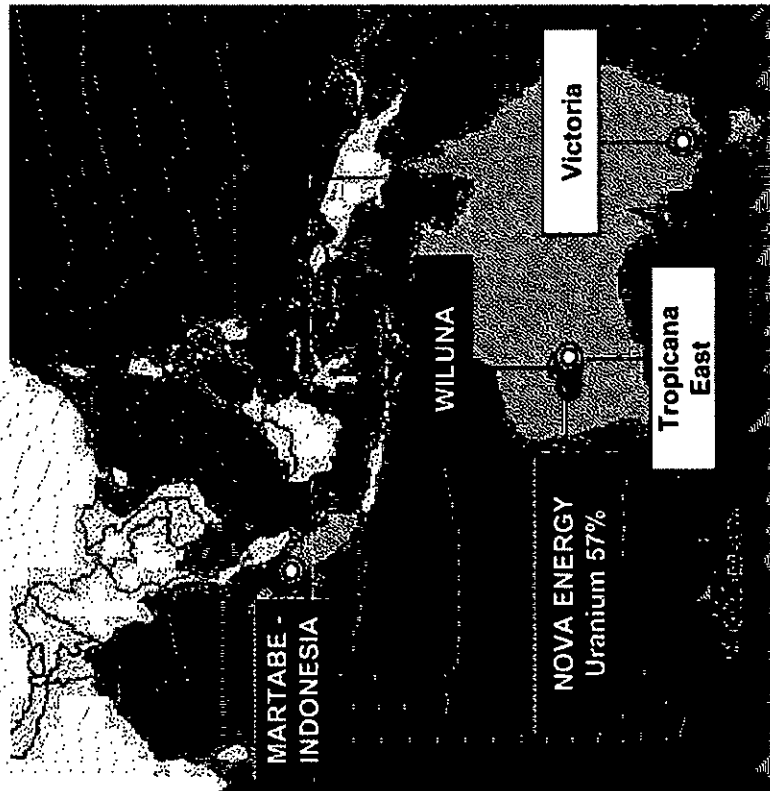 MARTABE -
INDONESIA
WILUNA
Victoria
NOVA ENERGY
Uranium 57%
Tropicana
East